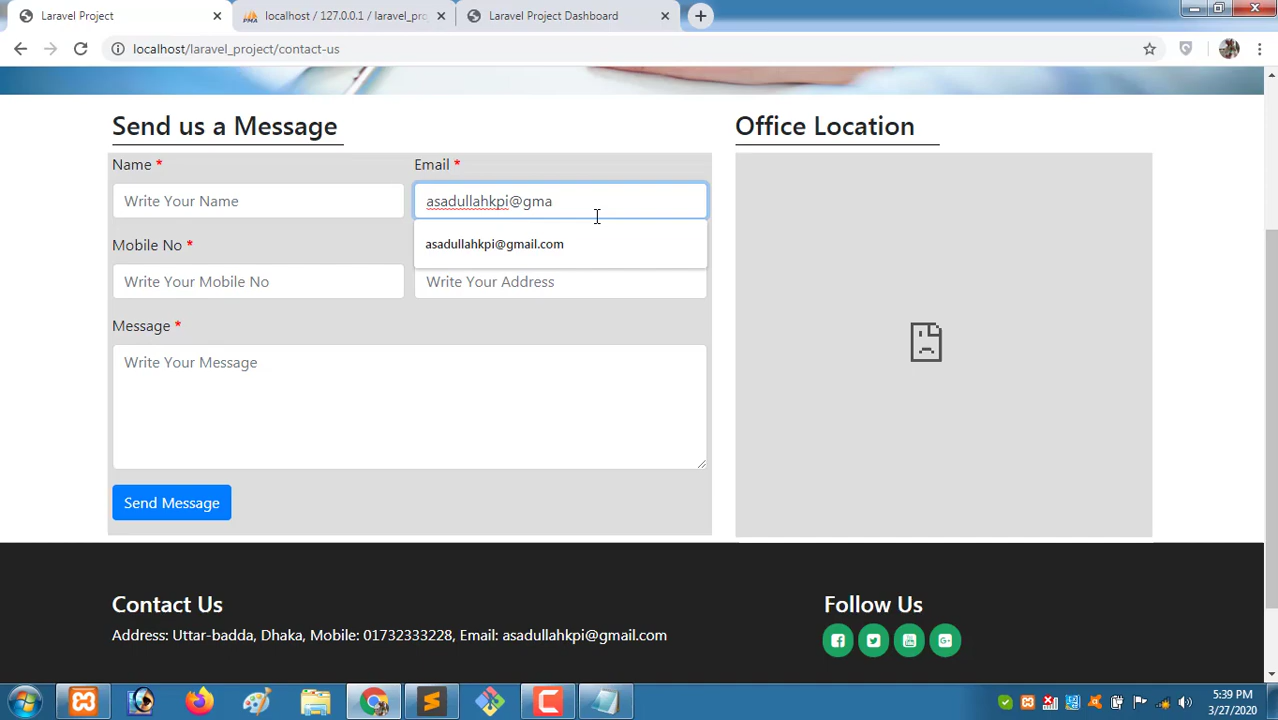 Laravel Project
localhost / 127.0.0.1 / laravel_pro
Laravel Project Dashboard
localhost/laravel_project/contact-us
Send us a Message
Office Location
Name *
Email *
Write Your Name
asadullahkpi@gma
asadullahkpi@gmail.com
Mobile No *
Write Your Mobile No
Write Your Address
Message *
Write Your Message
Send Message
Contact Us
Follow Us
Address: Uttar-badda, Dhaka, Mobile: 01732333228, Email: asadullahkpi@gmail.com
5:39 PM
3/27/2020